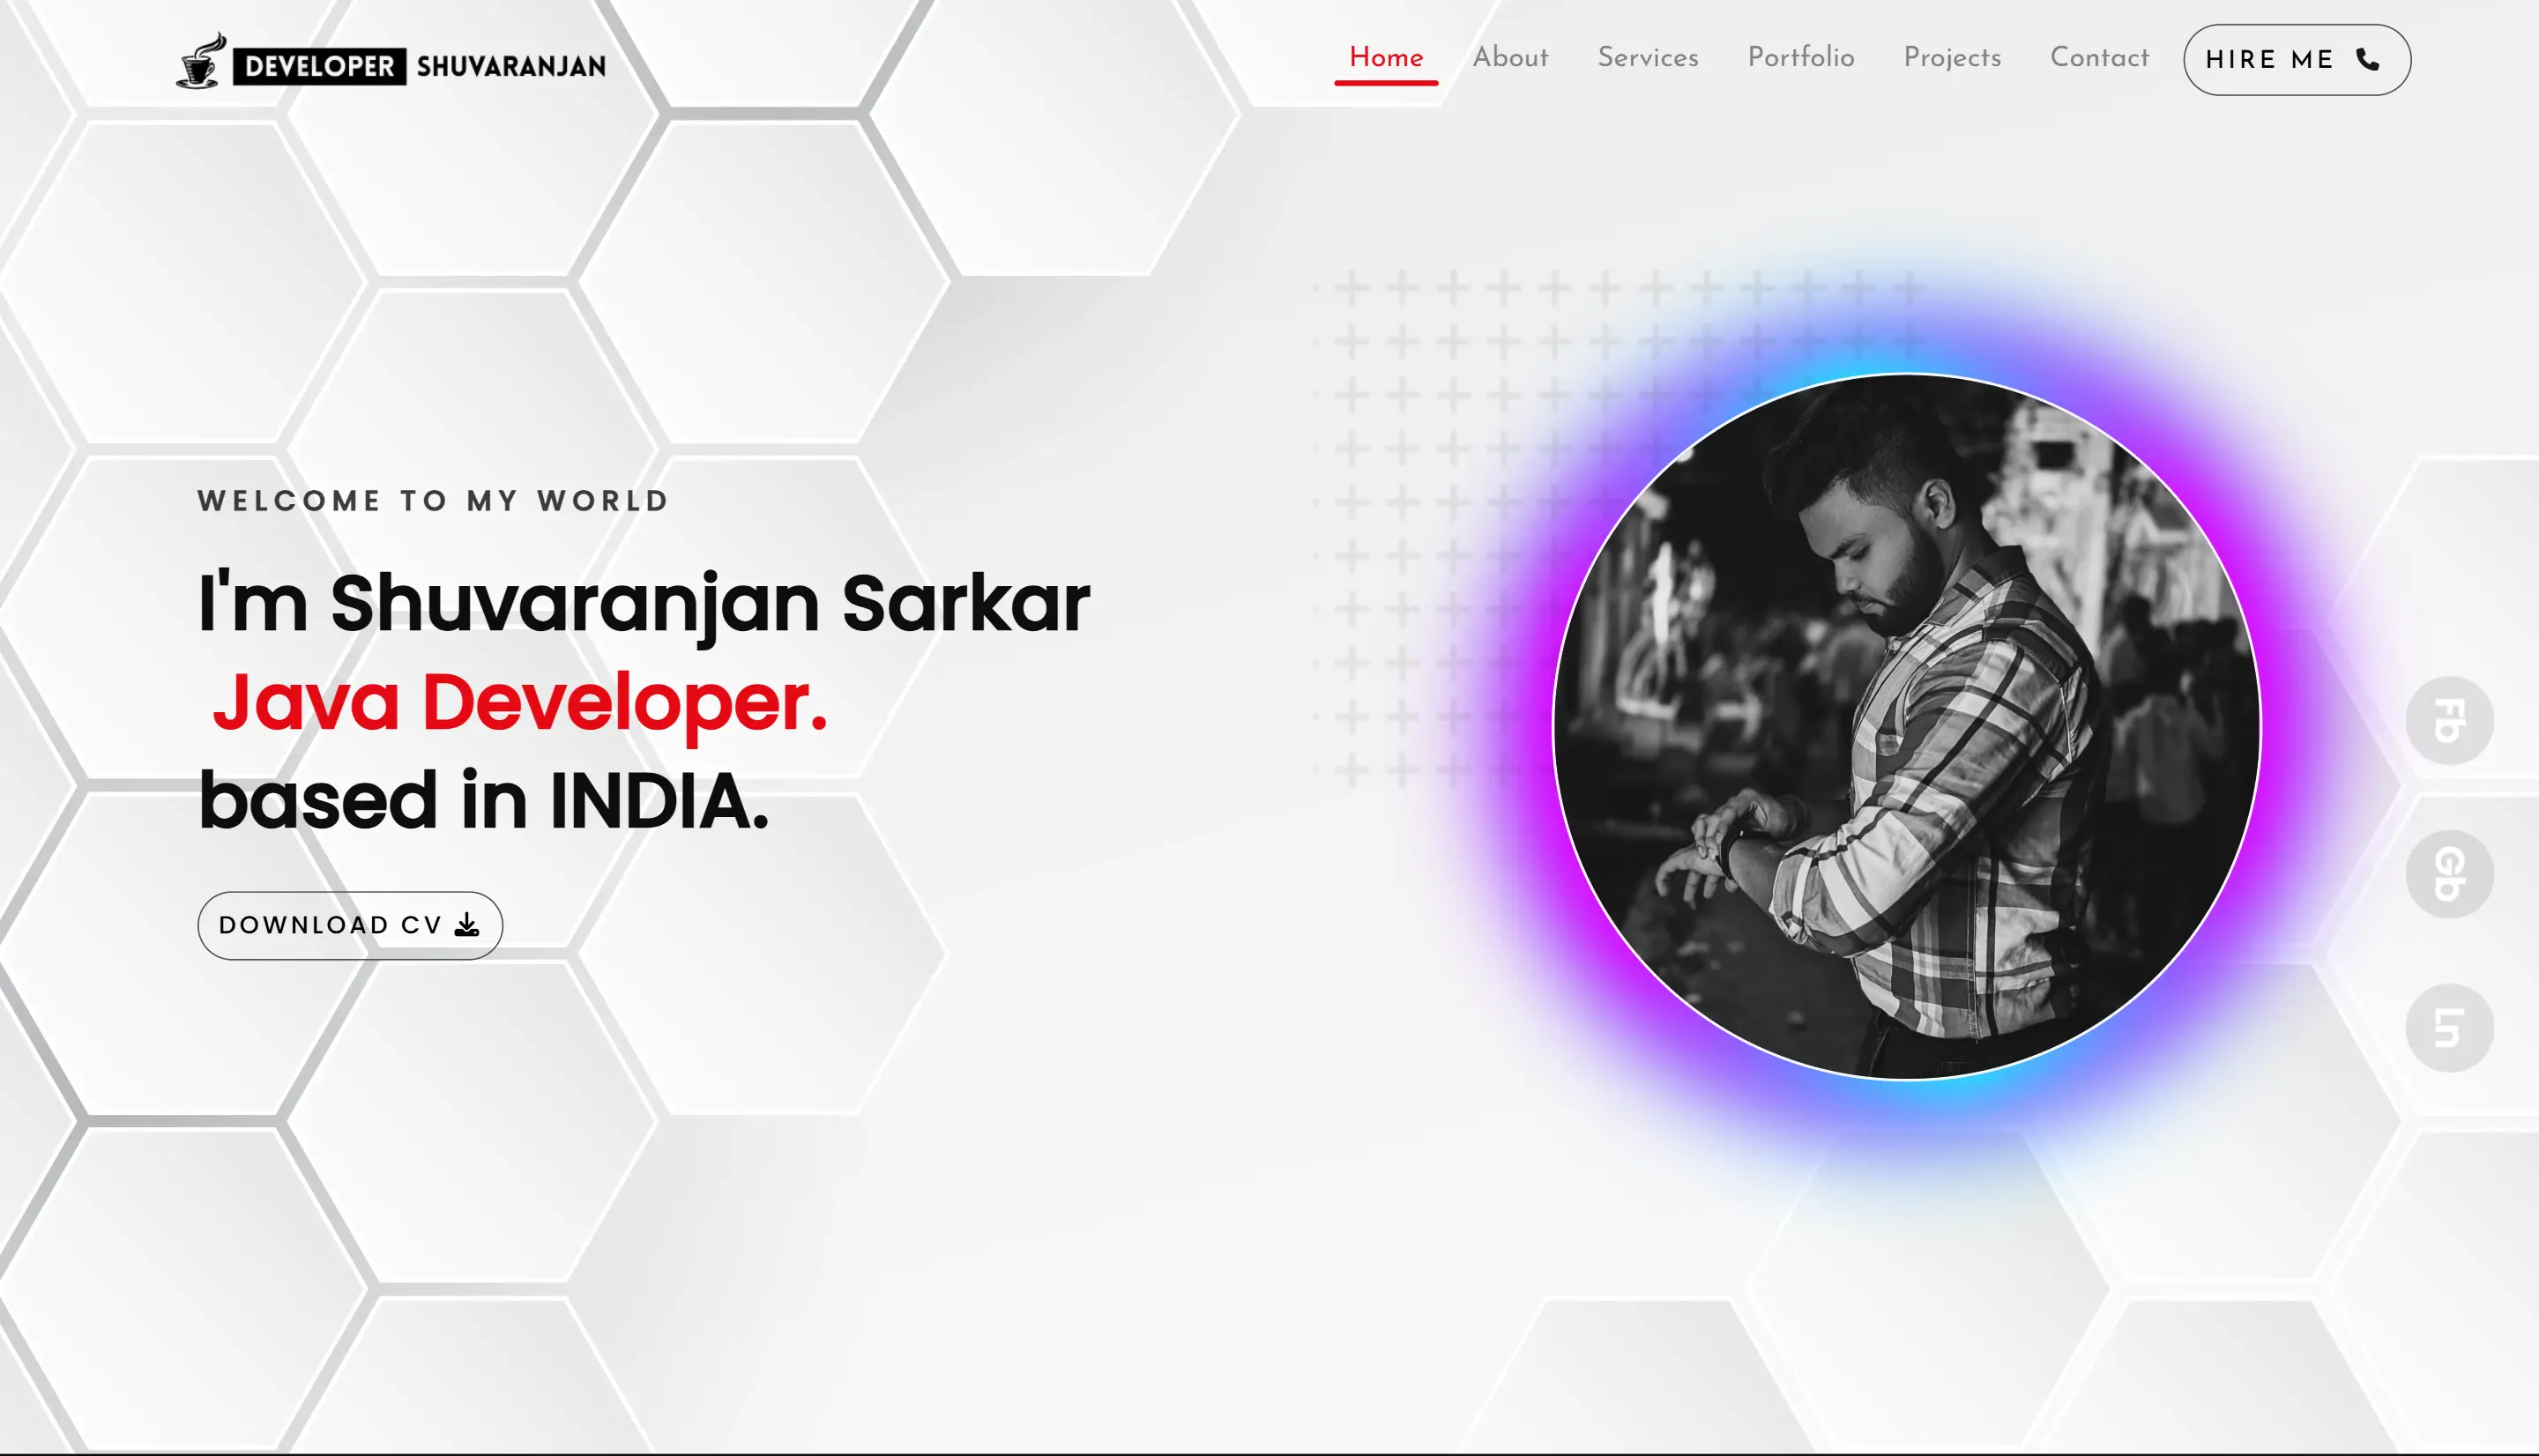 DEVELOPER SHUVARANJAN
Home About Services Portfolio Projects Contact HIRE ME
WELCOME TO MY WORLD
I'm Shuvaranjan Sarkar
Java Developer.
based in INDIA.
DOWNLOAD CV
Fb
Gb
Ln